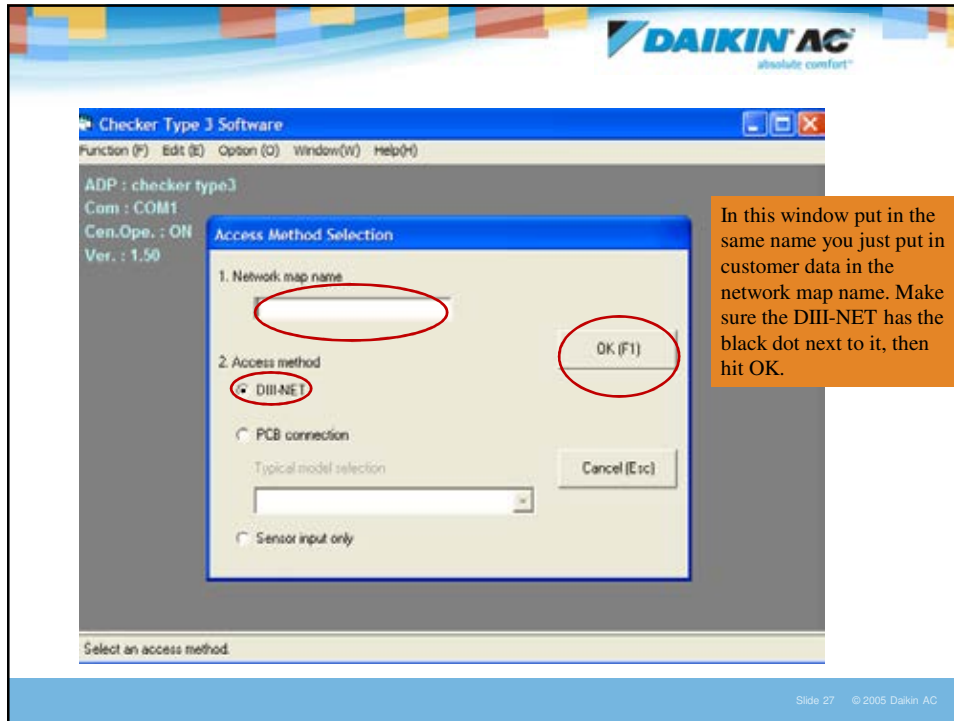 DAIKIN AC
absolute comfort
Checker Type 3 Software
Function (F) Edit (E) Option (O) Window(W) Help(H)
ADP : checker type3
Com : COM1
Cen.Ope. : ON
Ver. : 1.50
Access Method Selection
1. Network map name
OK (F1)
2. Access method
DIII-NET
PCB connection
Typical model selection
Cancel (Esc)
Sensor input only
Select an access method.
In this window put in the
same name you just put in
customer data in the
network map name. Make
sure the DIII-NET has the
black dot next to it, then
hit OK.
Slide 27 © 2005 Daikin AC